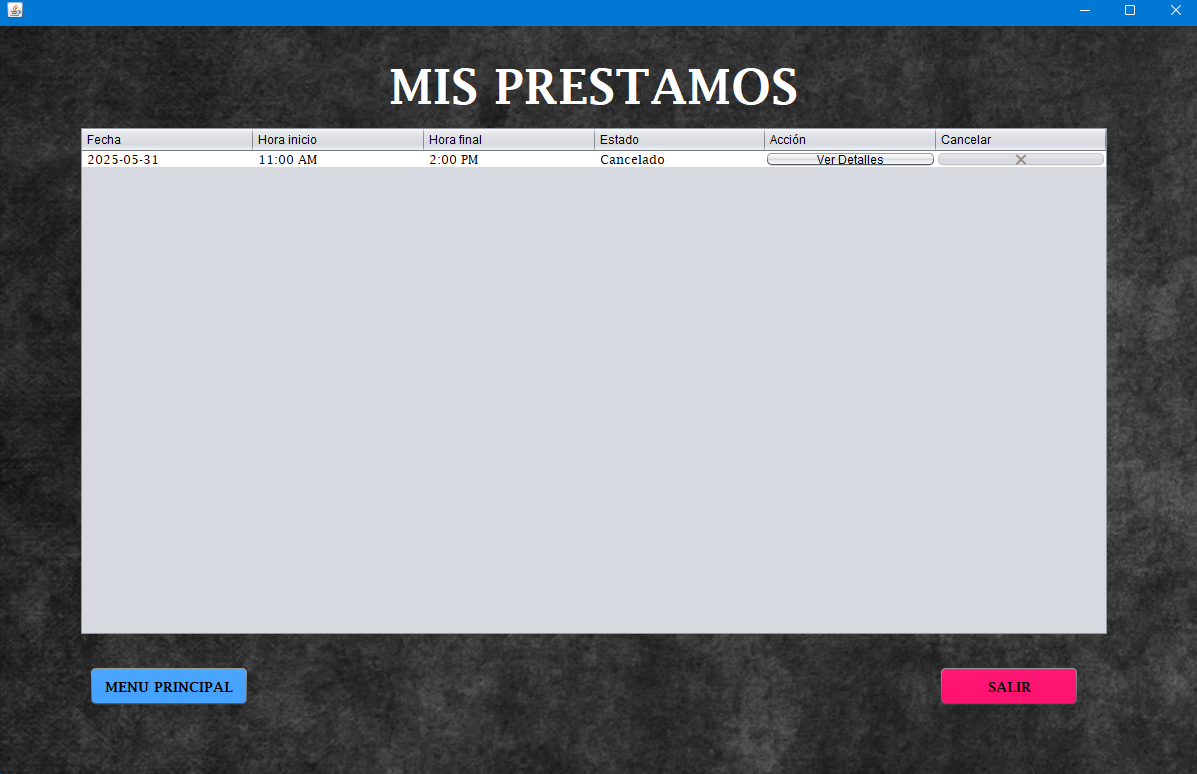 MIS PRESTAMOS
Fecha Hora inicio Hora final Estado Acción Cancelar
2025-05-31 11:00 AM 2:00 PM Cancelado Ver Detalles ✕
MENU PRINCIPAL SALIR